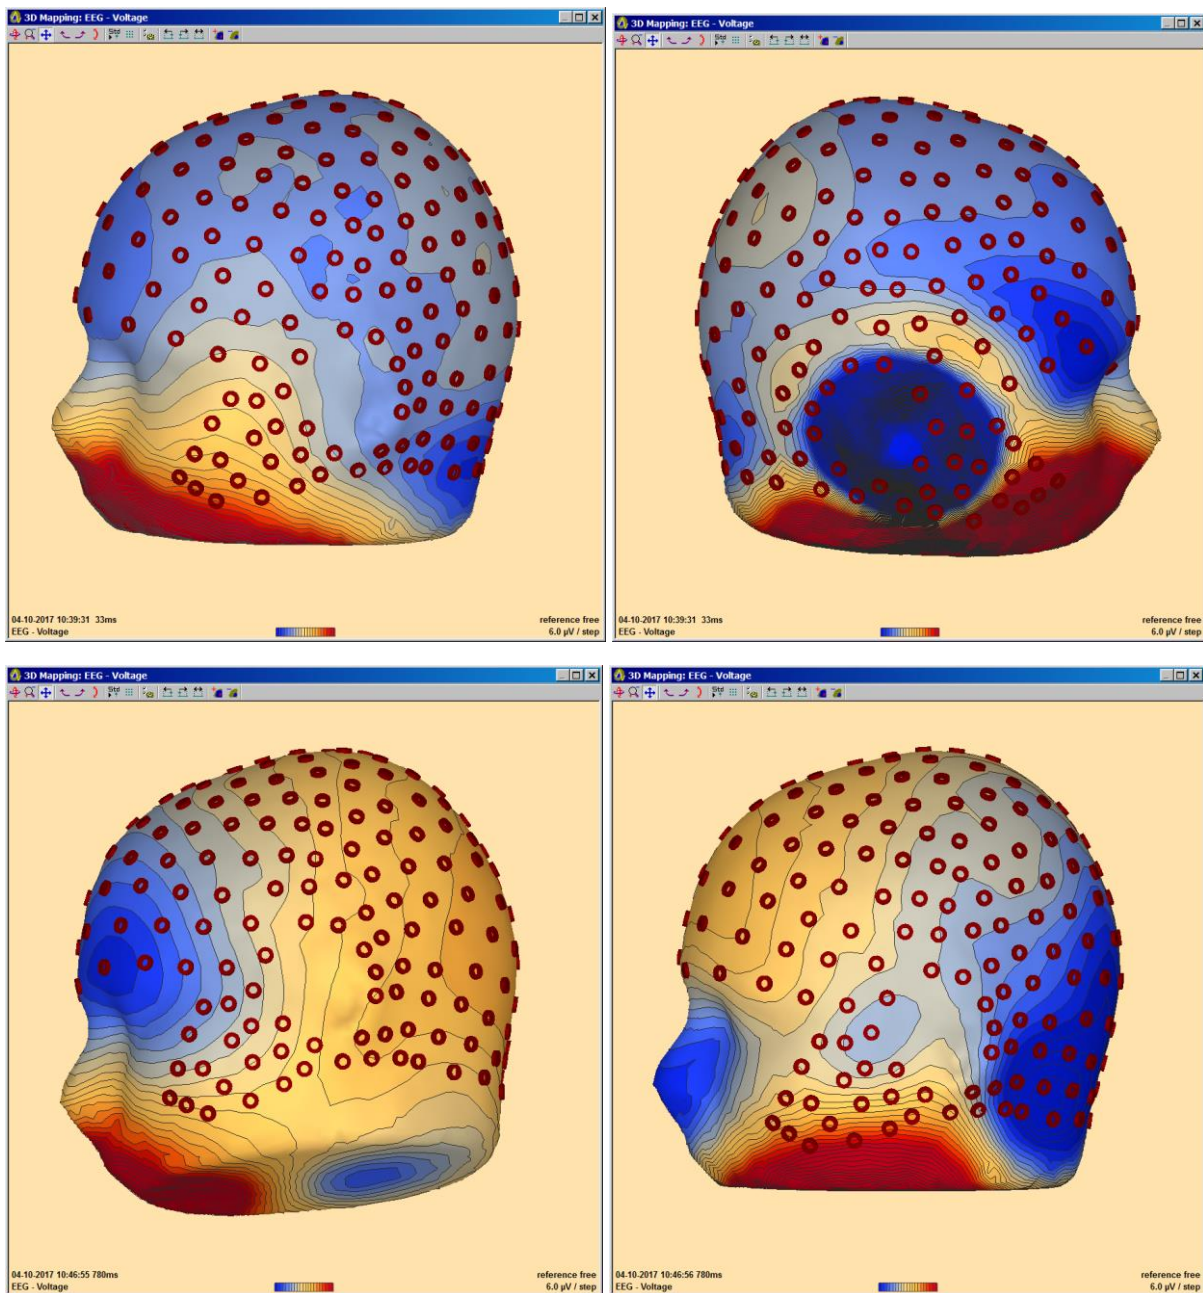 3D Mapping: EEG - Voltage
Std
04-10-2017 10:39:31 33ms
reference free
EEG - Voltage
6.0 µV / step
3D Mapping: EEG - Voltage
Std
04-10-2017 10:39:31 33ms
reference free
EEG - Voltage
6.0 µV / step
3D Mapping: EEG - Voltage
Std
04-10-2017 10:46:55 780ms
reference free
EEG - Voltage
6.0 µV / step
3D Mapping: EEG - Voltage
Std
04-10-2017 10:46:56 780ms
reference free
EEG - Voltage
6.0 µV / step